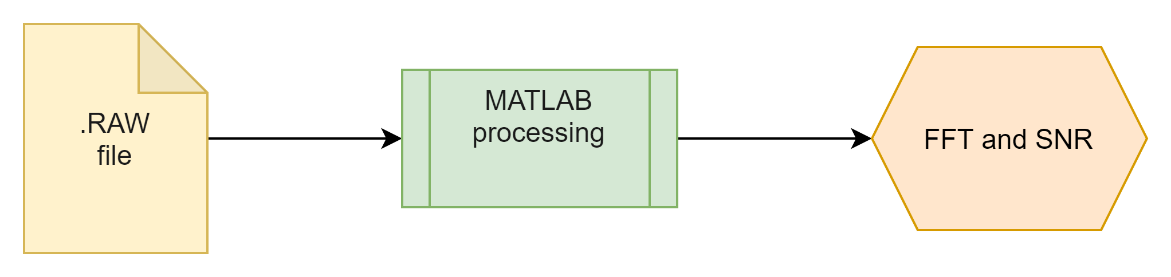 .RAW
file
MATLAB
processing
FFT and SNR